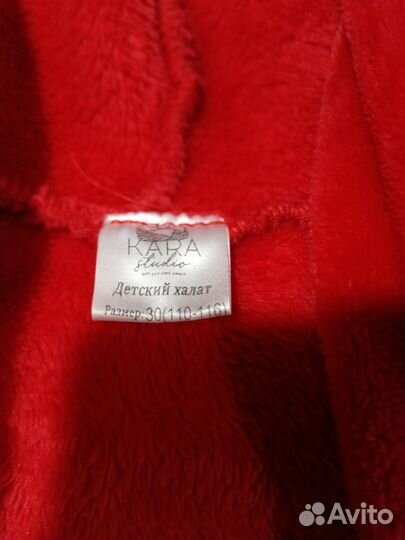 KARA
studio
Детский халат
Размер:30(110-116)
Avito